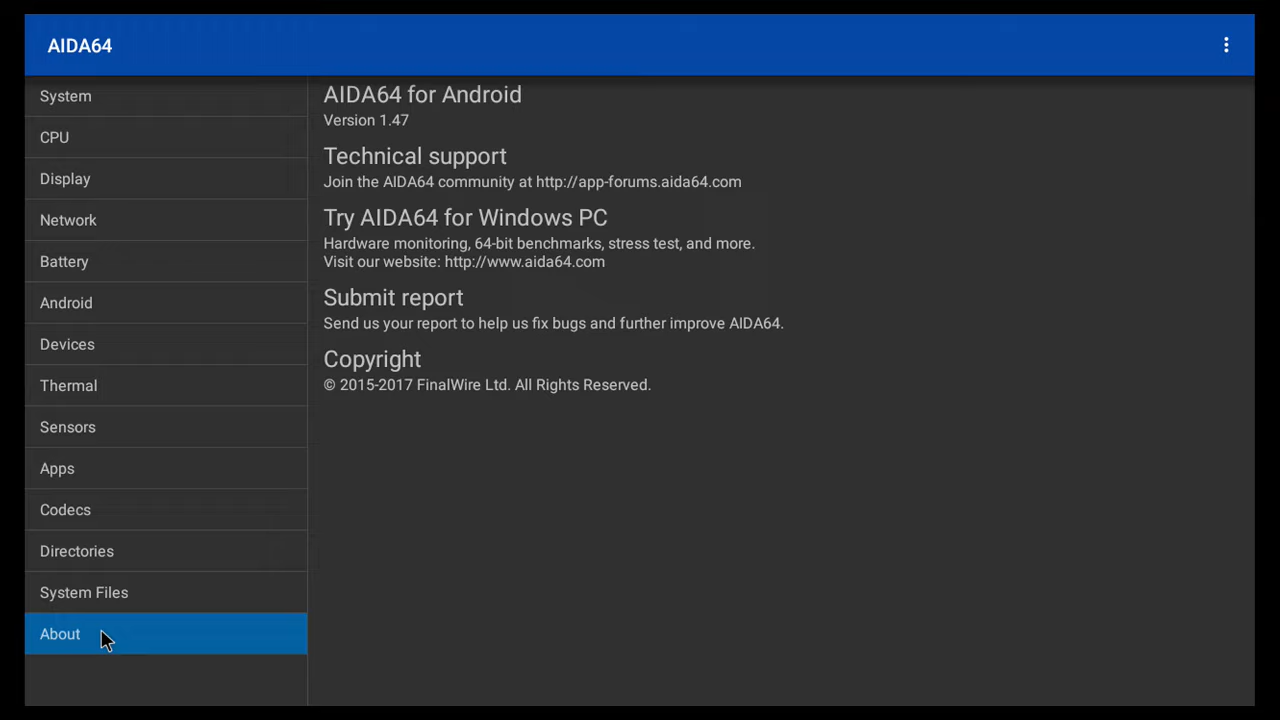 AIDA64
System
CPU
Display
Network
Battery
Android
Devices
Thermal
Sensors
Apps
Codecs
Directories
System Files
About
AIDA64 for Android
Version 1.47
Technical support
Join the AIDA64 community at http://app-forums.aida64.com
Try AIDA64 for Windows PC
Hardware monitoring, 64-bit benchmarks, stress test, and more.
Visit our website: http://www.aida64.com
Submit report
Send us your report to help us fix bugs and further improve AIDA64.
Copyright
© 2015-2017 FinalWire Ltd. All Rights Reserved.